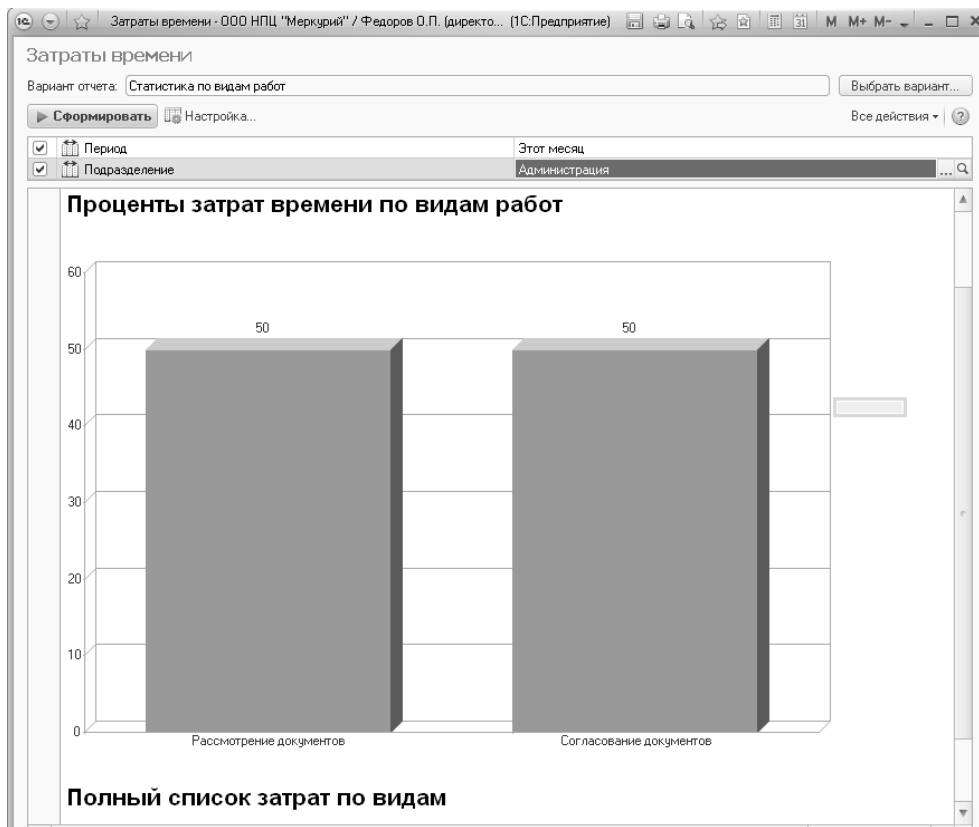 Затраты времени - ООО НПЦ "Меркурий" / Федоров О.П. (директо... (1С:Предприятие) 31 M M+ M-
Затраты времени
Вариант отчета: Статистика по видам работ Выбрать вариант...
Сформировать Настройка... Все действия ?
Период Этот месяц
Подразделение Администрация ...
Проценты затрат времени по видам работ
60
50 50
50
40
30
20
10
0
Рассмотрение документов Согласование документов
Полный список затрат по видам